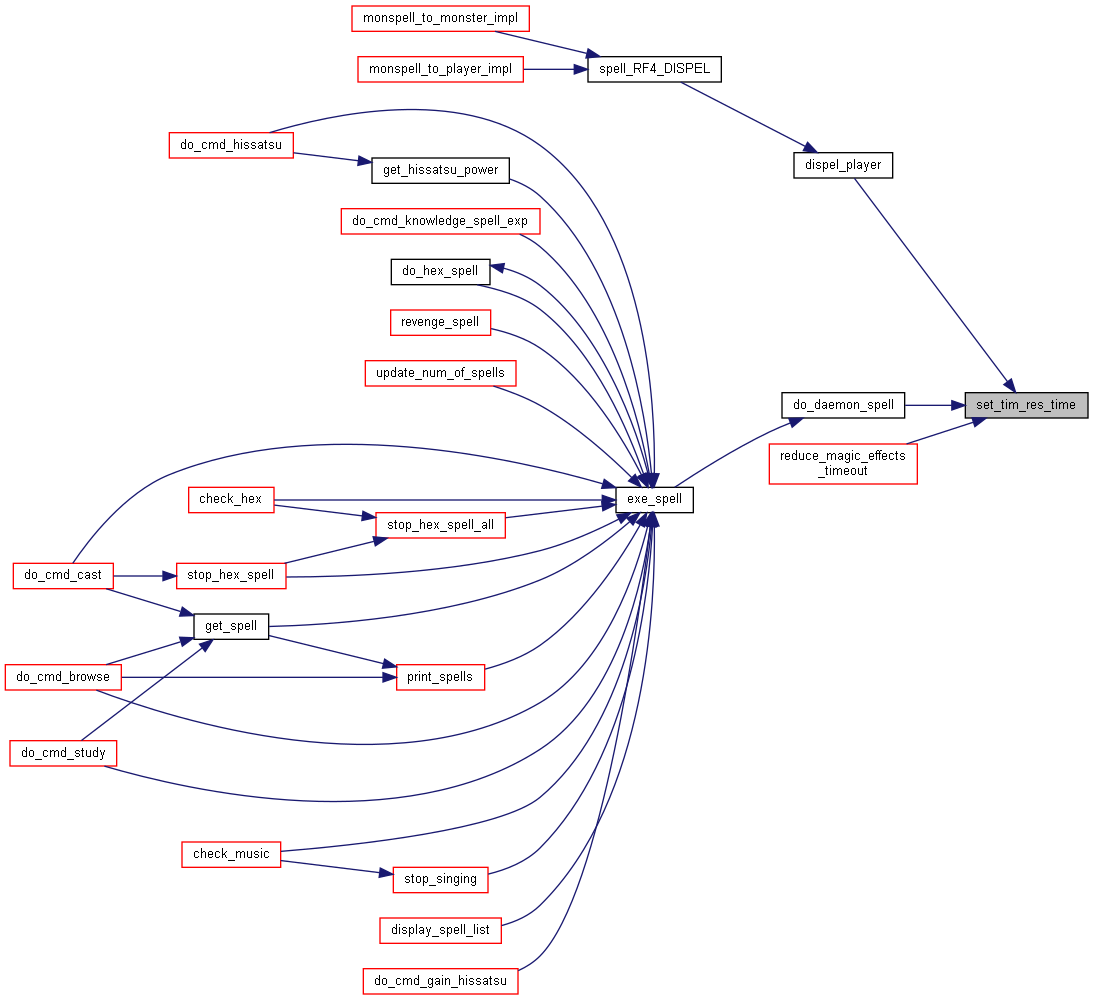 monspell_to_monster_impl
monspell_to_player_impl
spell_RF4_DISPEL
do_cmd_hissatsu
get_hissatsu_power
dispel_player
do_cmd_knowledge_spell_exp
do_hex_spell
revenge_spell
update_num_of_spells
do_daemon_spell
set_tim_res_time
reduce_magic_effects
_timeout
check_hex
exe_spell
stop_hex_spell_all
do_cmd_cast
stop_hex_spell
get_spell
do_cmd_browse
print_spells
do_cmd_study
check_music
stop_singing
display_spell_list
do_cmd_gain_hissatsu